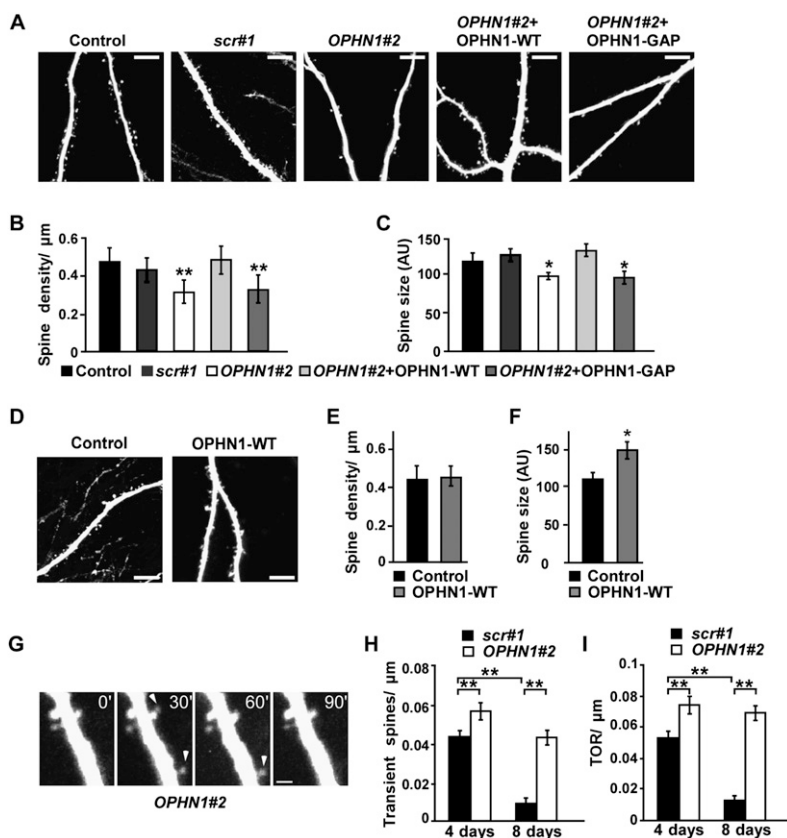 A
Control
scr#1
OPHN1#2
OPHN1#2+
OPHN1-WT
OPHN1#2+
OPHN1-GAP
B
Spine density/ μm
0.6
0.4
0.2
0
**
**
C
Spine size (AU)
150
100
50
0
*
*
Control scr#1 OPHN1#2 OPHN1#2+OPHN1-WT OPHN1#2+OPHN1-GAP
D
Control
OPHN1-WT
E
Spine density/ μm
0.6
0.4
0.2
0
Control
OPHN1-WT
F
Spine size (AU)
150
100
50
0
*
Control
OPHN1-WT
G
0'
30'
60'
90'
OPHN1#2
H
scr#1
OPHN1#2
Transient spines/ μm
0.08
0.06
0.04
0.02
0
**
**
**
4 days
8 days
I
scr#1
OPHN1#2
TOR/ μm
0.1
0.08
0.06
0.04
0.02
0
**
**
**
4 days
8 days